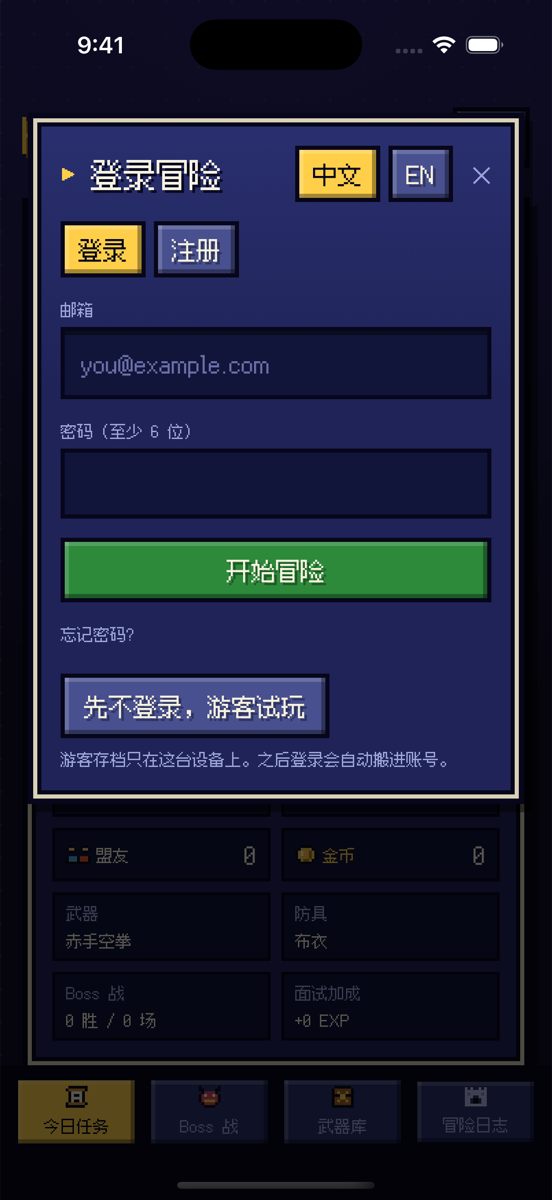 9:41
登录冒险
中文
EN
登录
注册
邮箱
you@example.com
密码（至少 6 位）
开始冒险
忘记密码?
先不登录，游客试玩
游客存档只在这台设备上。之后登录会自动搬进账号。
盟友 0
金币 0
武器
赤手空拳
防具
布衣
Boss 战
0 胜 / 0 场
面试加成
+0 EXP
今日任务
Boss 战
武器库
冒险日志